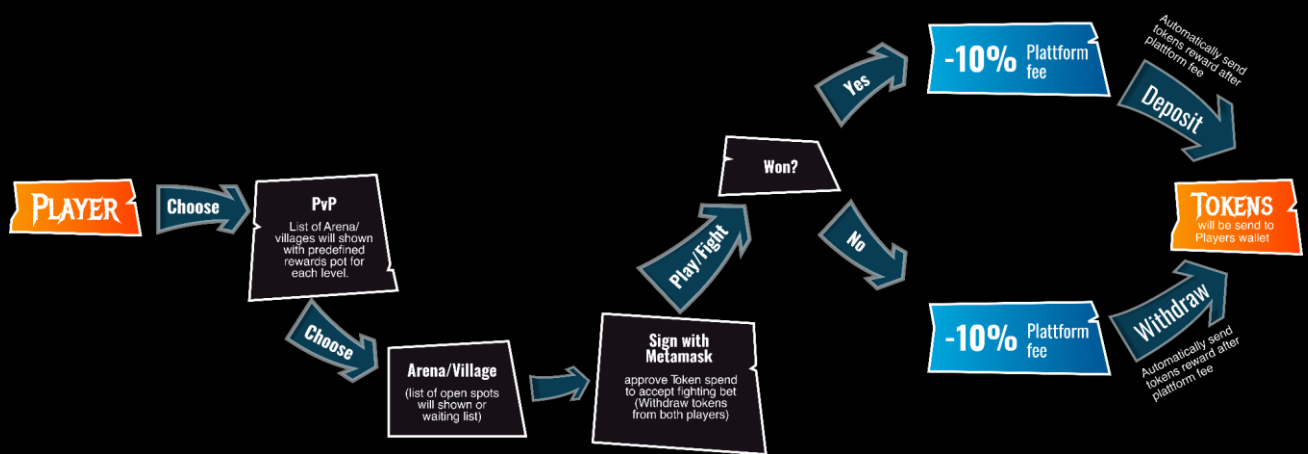 PLAYER
Choose
PvP
List of Arena/
villages will shown
with predefined
rewards pot for
each level.
Choose
Arena/Village
(list of open spots
will shown or
waiting list)
Sign with
Metamask
approve Token spend
to accept fighting bet
(Withdraw tokens
from both players)
Play/Fight
Won?
Yes
-10% Plattform
fee
Automatically send
tokens reward after
plattform fee
Deposit
No
-10% Plattform
fee
Withdraw
Automatically send
tokens reward after
plattform fee
TOKENS
will be send to
Players wallet